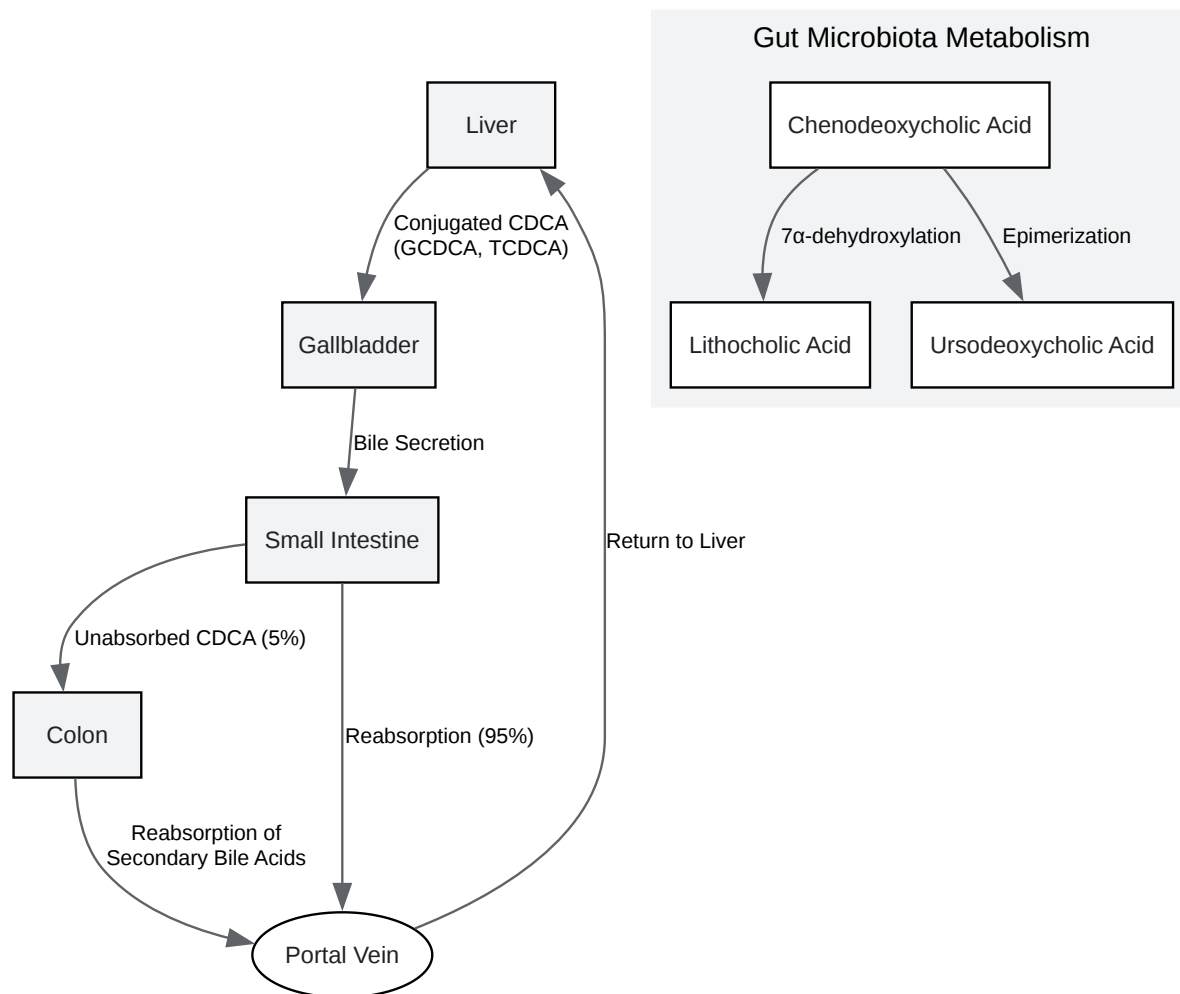 Gut Microbiota Metabolism
Liver
Chenodeoxycholic Acid
Conjugated CDCA
(GCDCA, TCDCA)
7α-dehydroxylation
Epimerization
Gallbladder
Lithocholic Acid
Ursodeoxycholic Acid
Bile Secretion
Small Intestine
Return to Liver
Unabsorbed CDCA (5%)
Colon
Reabsorption (95%)
Reabsorption of
Secondary Bile Acids
Portal Vein